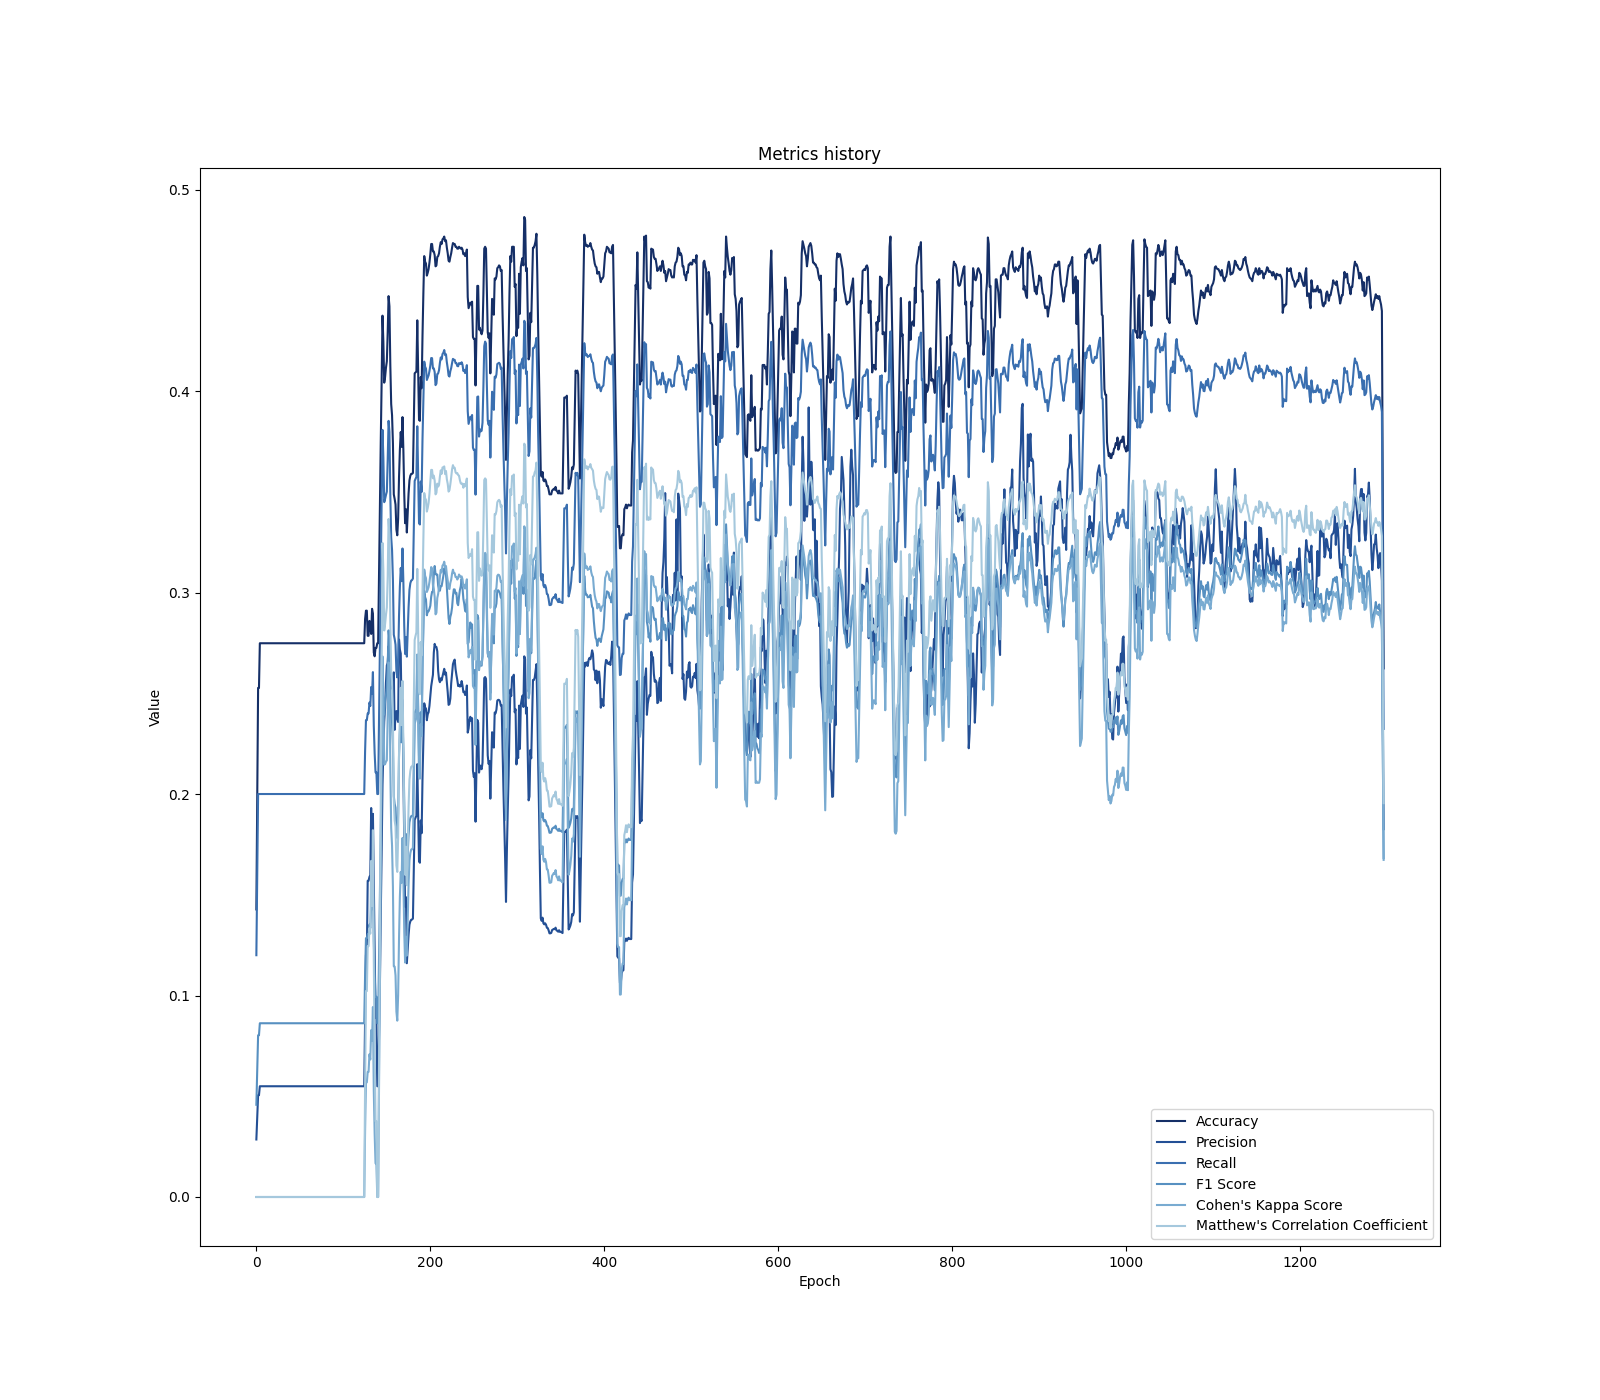 Metrics history
0.5
0.4
0.3
0.2
0.1
0.0
Value
0
200
400
600
800
1000
1200
Epoch
Accuracy
Precision
Recall
F1 Score
Cohen's Kappa Score
Matthew's Correlation Coefficient